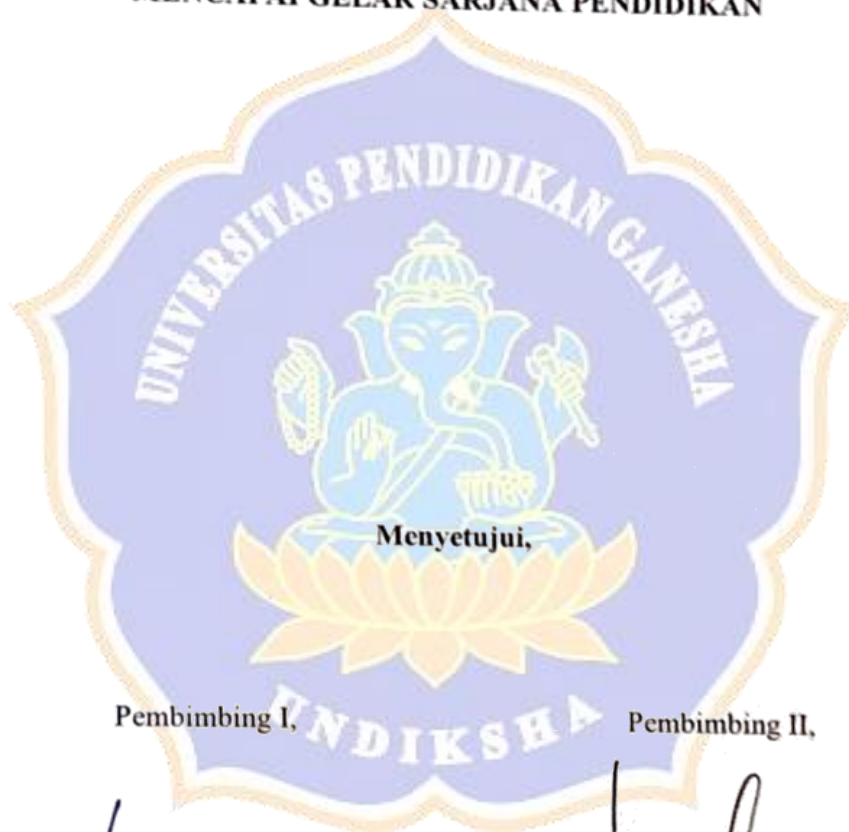 MENCAPAI GELAR SARJANA PENDIDIKAN
UNIVERSITAS PENDIDIKAN GANESHA
Menyetujui,
Pembimbing I,
Pembimbing II,
UNDIKSHA